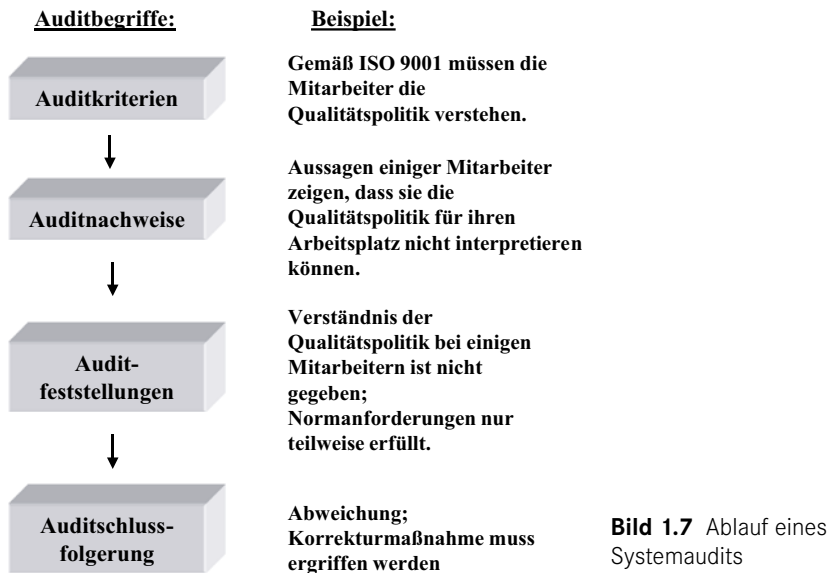 Auditbegriffe:
Beispiel:
Auditkriterien
Gemäß ISO 9001 müssen die
Mitarbeiter die
Qualitätspolitik verstehen.
Auditnachweise
Aussagen einiger Mitarbeiter
zeigen, dass sie die
Qualitätspolitik für ihren
Arbeitsplatz nicht interpretieren
können.
Audit-
feststellungen
Verständnis der
Qualitätspolitik bei einigen
Mitarbeitern ist nicht
gegeben;
Normanforderungen nur
teilweise erfüllt.
Auditschluss-
folgerung
Abweichung;
Korrekturmaßnahme muss
ergriffen werden
Bild 1.7 Ablauf eines
Systemaudits